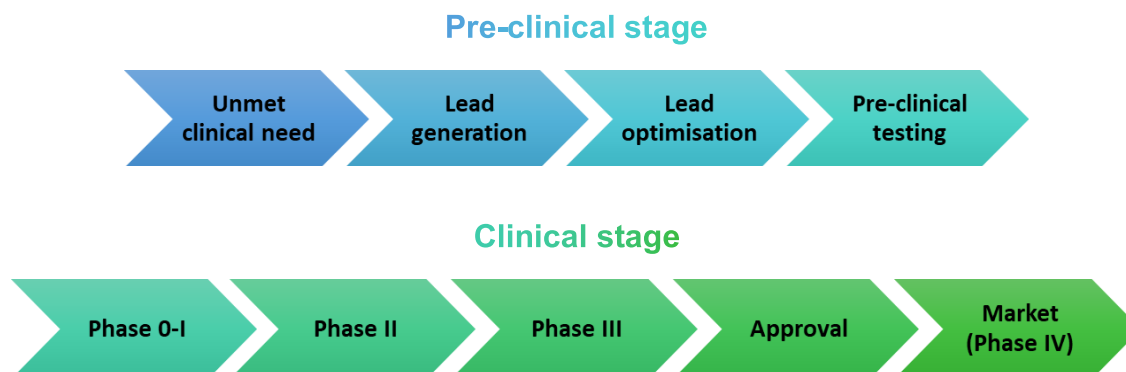 Pre-clinical stage
Unmet
clinical need
Lead
generation
Lead
optimisation
Pre-clinical
testing
Clinical stage
Phase 0-I
Phase II
Phase III
Approval
Market
(Phase IV)